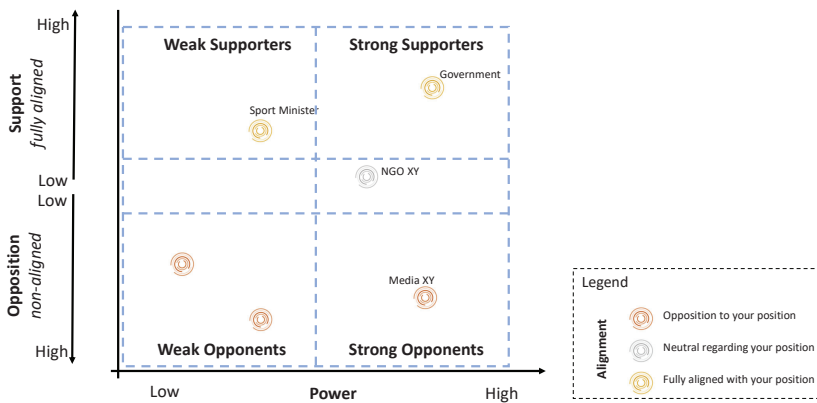 High
Weak Supporters
Strong Supporters
Government
Sport Minister
Support
fully aligned
NGO XY
Low
Low
Opposition
non-aligned
Media XY
High
Weak Opponents
Strong Opponents
Low
Power
High
Legend
Alignment
Opposition to your position
Neutral regarding your position
Fully aligned with your position